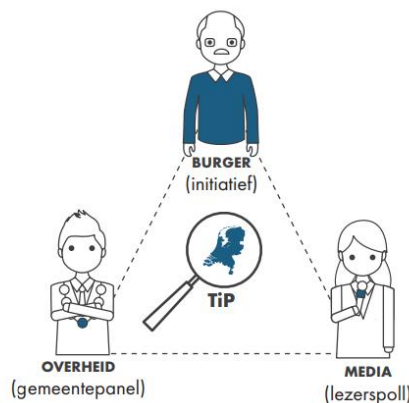 BURGER
(initiatief)
TiP
OVERHEID
(gemeentepanel)
MEDIA
(lezerspoll)